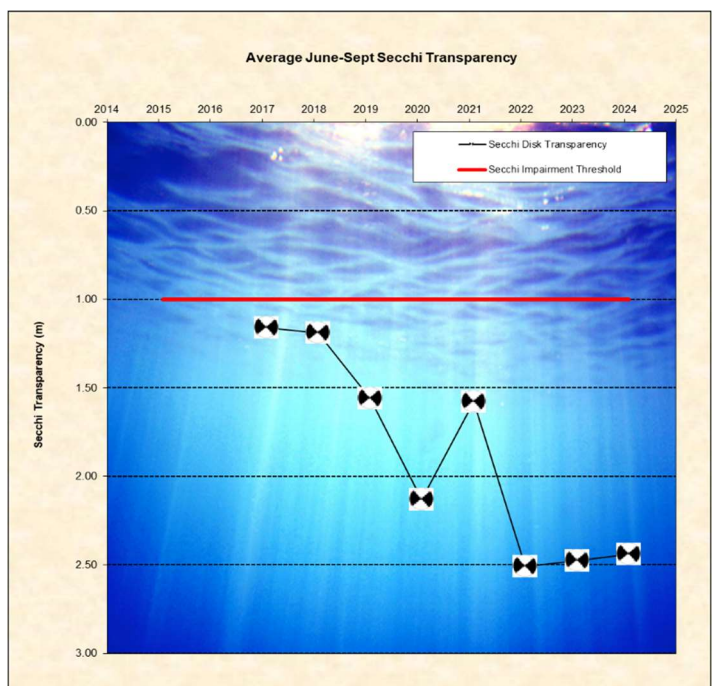 Average June-Sept Secchi Transparency
2014 2015 2016 2017 2018 2019 2020 2021 2022 2023 2024 2025
0.00
Secchi Disk Transparency
Secchi Impairment Threshold
0.50
1.00
Secchi Transparency (m)
1.50
2.00
2.50
3.00